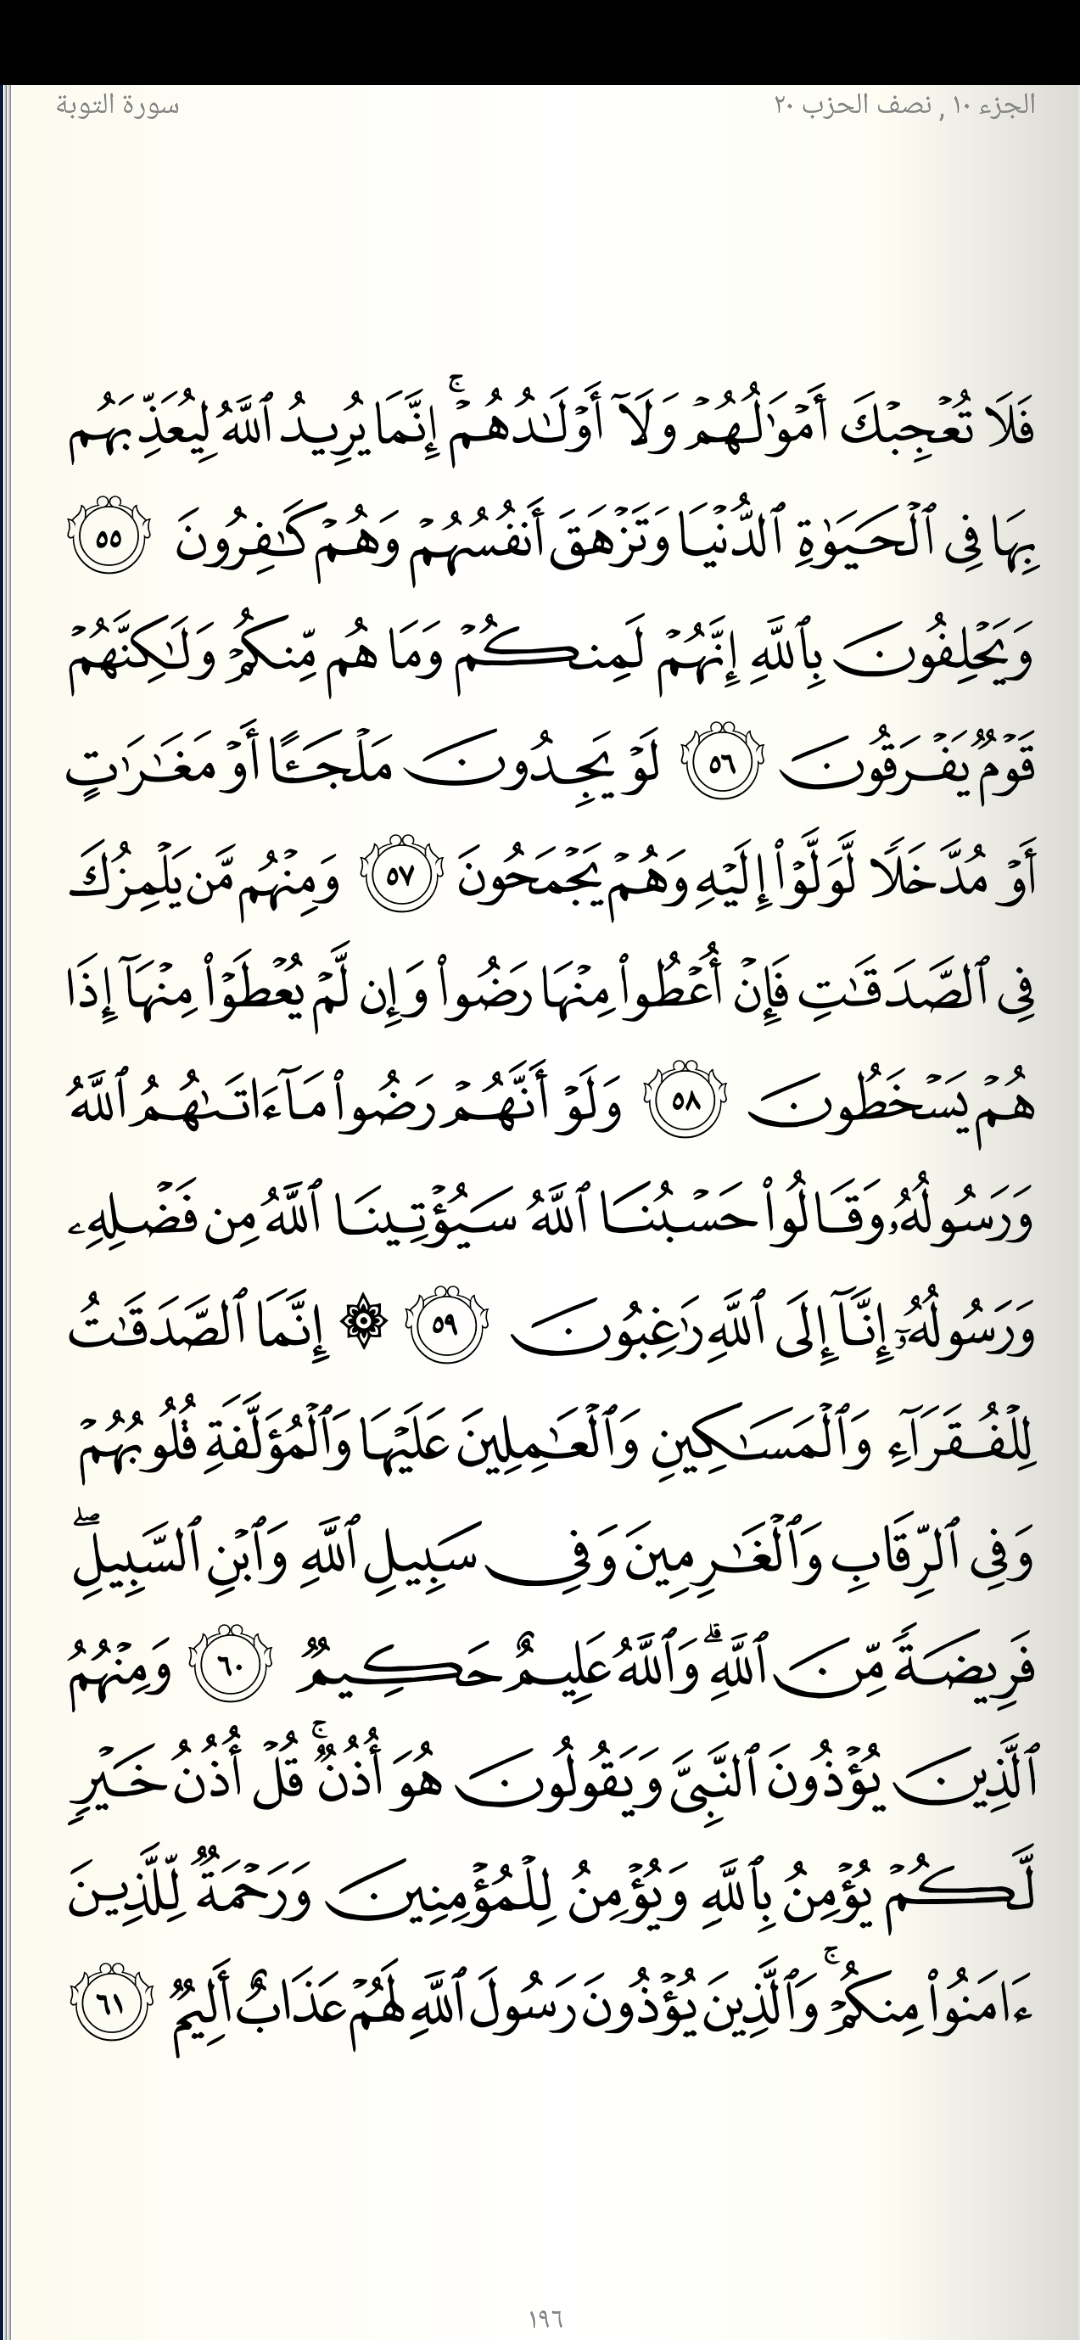 الجزء ١٠ , نصف الحزب ٢٠
سورة التوبة
فَلَا تُعۡجِبۡكَ أَمۡوَٰلُهُمۡ وَلَآ أَوۡلَٰدُهُمۡۚ إِنَّمَا يُرِيدُ ٱللَّهُ لِيُعَذِّبَهُم
بِهَا فِي ٱلۡحَيَوٰةِ ٱلدُّنۡيَا وَتَزۡهَقَ أَنفُسُهُمۡ وَهُمۡ كَٰفِرُونَ ٥٥
وَيَحۡلِفُونَ بِٱللَّهِ إِنَّهُمۡ لَمِنكُمۡ وَمَا هُم مِّنكُمۡ وَلَٰكِنَّهُمۡ
قَوۡمٞ يَفۡرَقُونَ ٥٦ لَوۡ يَجِدُونَ مَلۡجَـًٔا أَوۡ مَغَٰرَٰتٍ
أَوۡ مُدَّخَلٗا لَّوَلَّوۡاْ إِلَيۡهِ وَهُمۡ يَجۡمَحُونَ ٥٧ وَمِنۡهُم مَّن يَلۡمِزُكَ
فِي ٱلصَّدَقَٰتِ فَإِنۡ أُعۡطُواْ مِنۡهَا رَضُواْ وَإِن لَّمۡ يُعۡطَوۡاْ مِنۡهَآ إِذَا
هُمۡ يَسۡخَطُونَ ٥٨ وَلَوۡ أَنَّهُمۡ رَضُواْ مَآ ءَاتَىٰهُمُ ٱللَّهُ
وَرَسُولُهُۥ وَقَالُواْ حَسۡبُنَا ٱللَّهُ سَيُؤۡتِينَا ٱللَّهُ مِن فَضۡلِهِۦ
وَرَسُولُهُۥٓ إِنَّآ إِلَى ٱللَّهِ رَٰغِبُونَ ٥٩ ۞ إِنَّمَا ٱلصَّدَقَٰتُ
لِلۡفُقَرَآءِ وَٱلۡمَسَٰكِينِ وَٱلۡعَٰمِلِينَ عَلَيۡهَا وَٱلۡمُؤَلَّفَةِ قُلُوبُهُمۡ
وَفِي ٱلرِّقَابِ وَٱلۡغَٰرِمِينَ وَفِي سَبِيلِ ٱللَّهِ وَٱبۡنِ ٱلسَّبِيلِۖ
فَرِيضَةٗ مِّنَ ٱللَّهِۗ وَٱللَّهُ عَلِيمٌ حَكِيمٞ ٦٠ وَمِنۡهُمُ
ٱلَّذِينَ يُؤۡذُونَ ٱلنَّبِيَّ وَيَقُولُونَ هُوَ أُذُنٞۚ قُلۡ أُذُنُ خَيۡرٖ
لَّكُمۡ يُؤۡمِنُ بِٱللَّهِ وَيُؤۡمِنُ لِلۡمُؤۡمِنِينَ وَرَحۡمَةٞ لِّلَّذِينَ
ءَامَنُواْ مِنكُمۡۚ وَٱلَّذِينَ يُؤۡذُونَ رَسُولَ ٱللَّهِ لَهُمۡ عَذَابٌ أَلِيمٞ ٦١
١٩٦